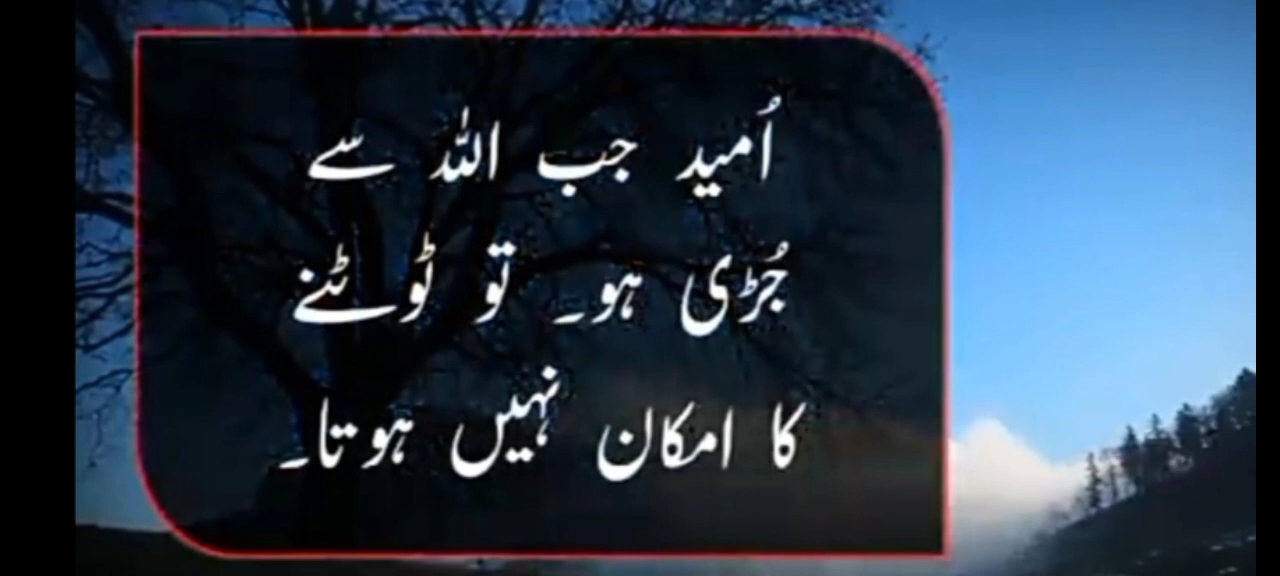 اُمید جب اللہ سے
جُڑی ہو۔ تو ٹوٹنے
کا امکان نہیں ہوتا۔